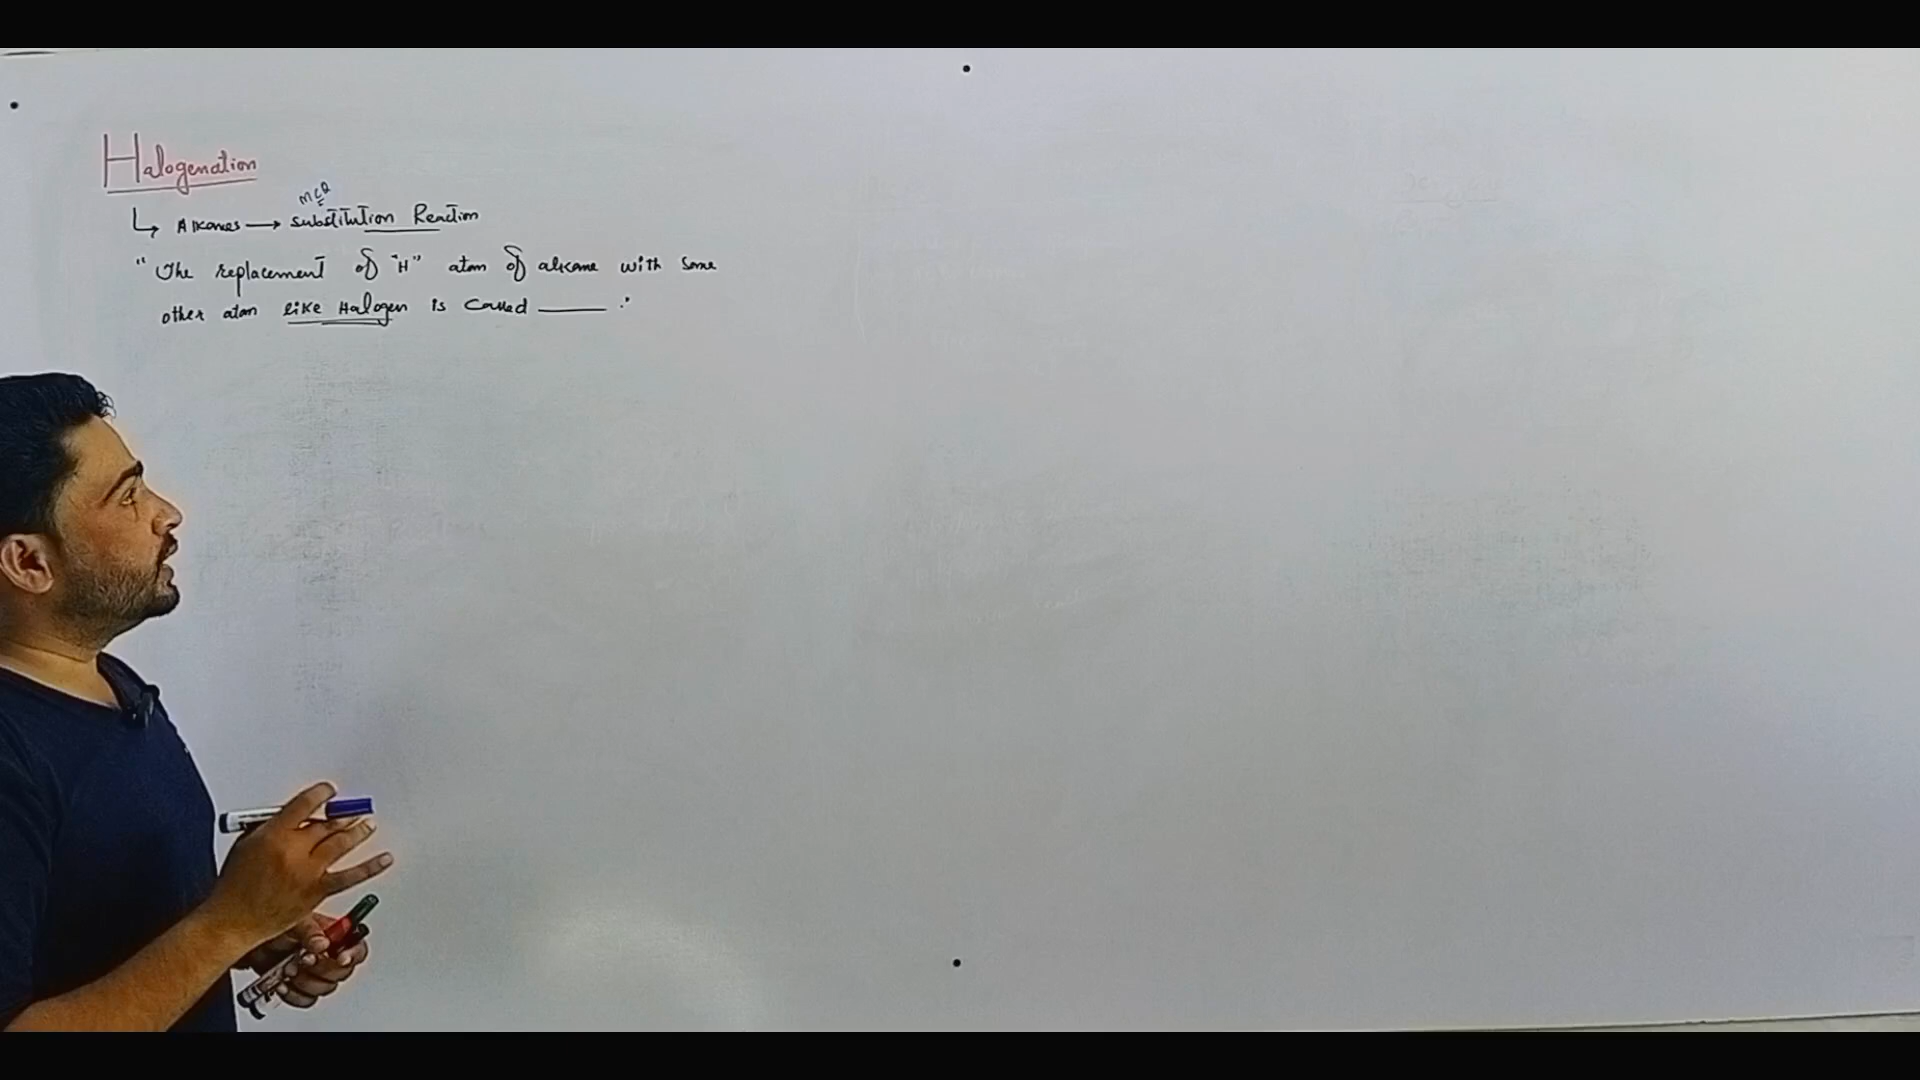 Halogenation
MCQ
↳ Alkanes → substitution Reaction
"The replacement of "H" atom of alkane with some
other atom like Halogen is called ——— "